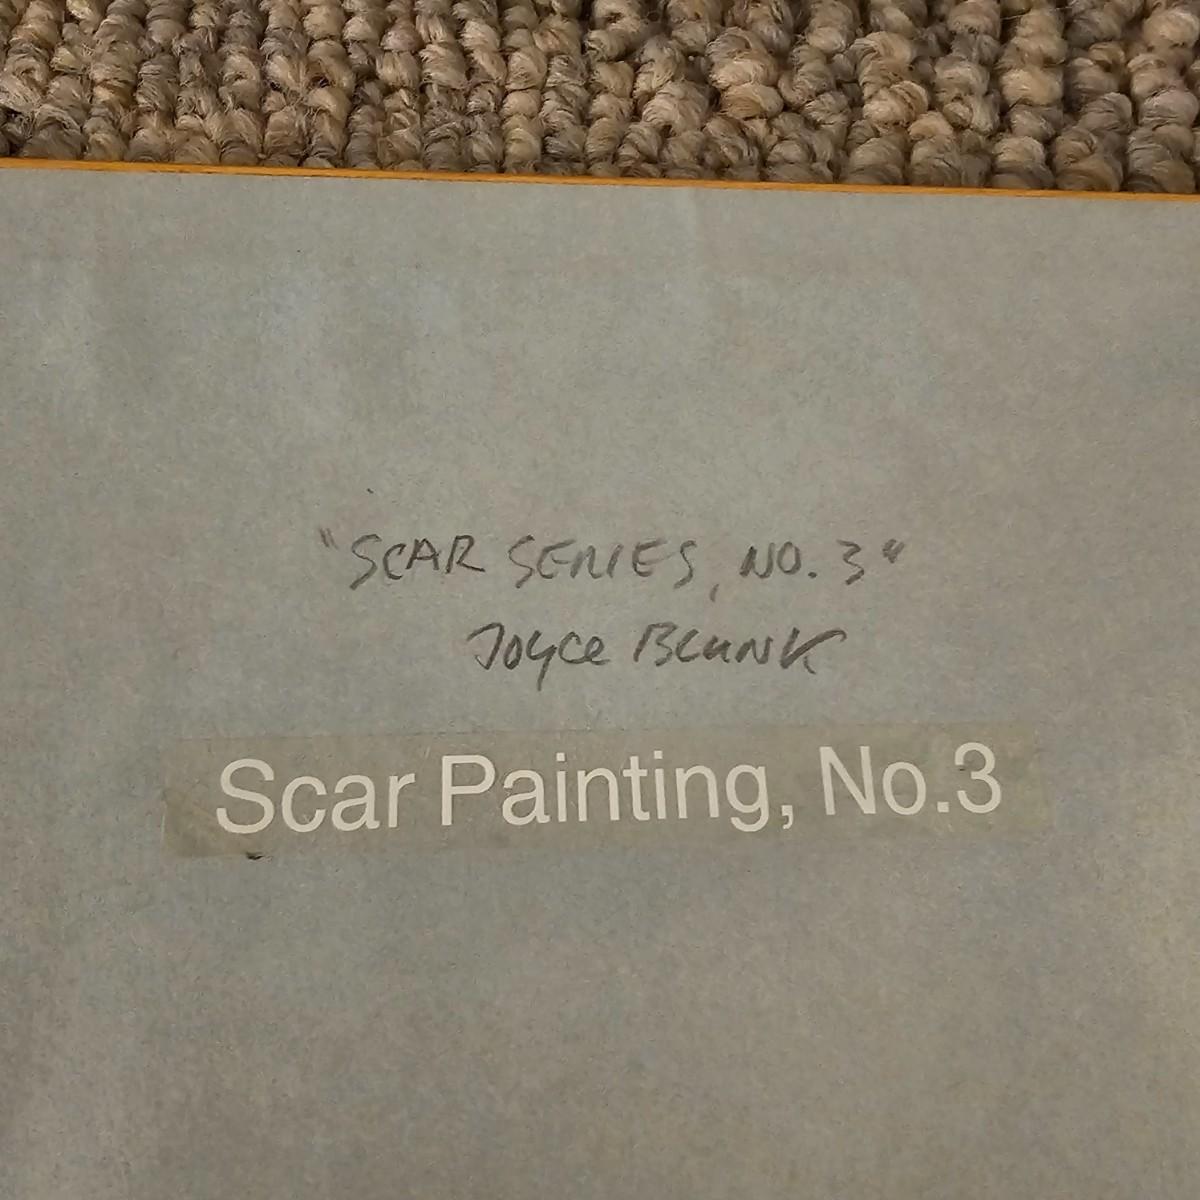 "SCAR SERIES, NO. 3"
Joyce BLUNK
Scar Painting, No.3